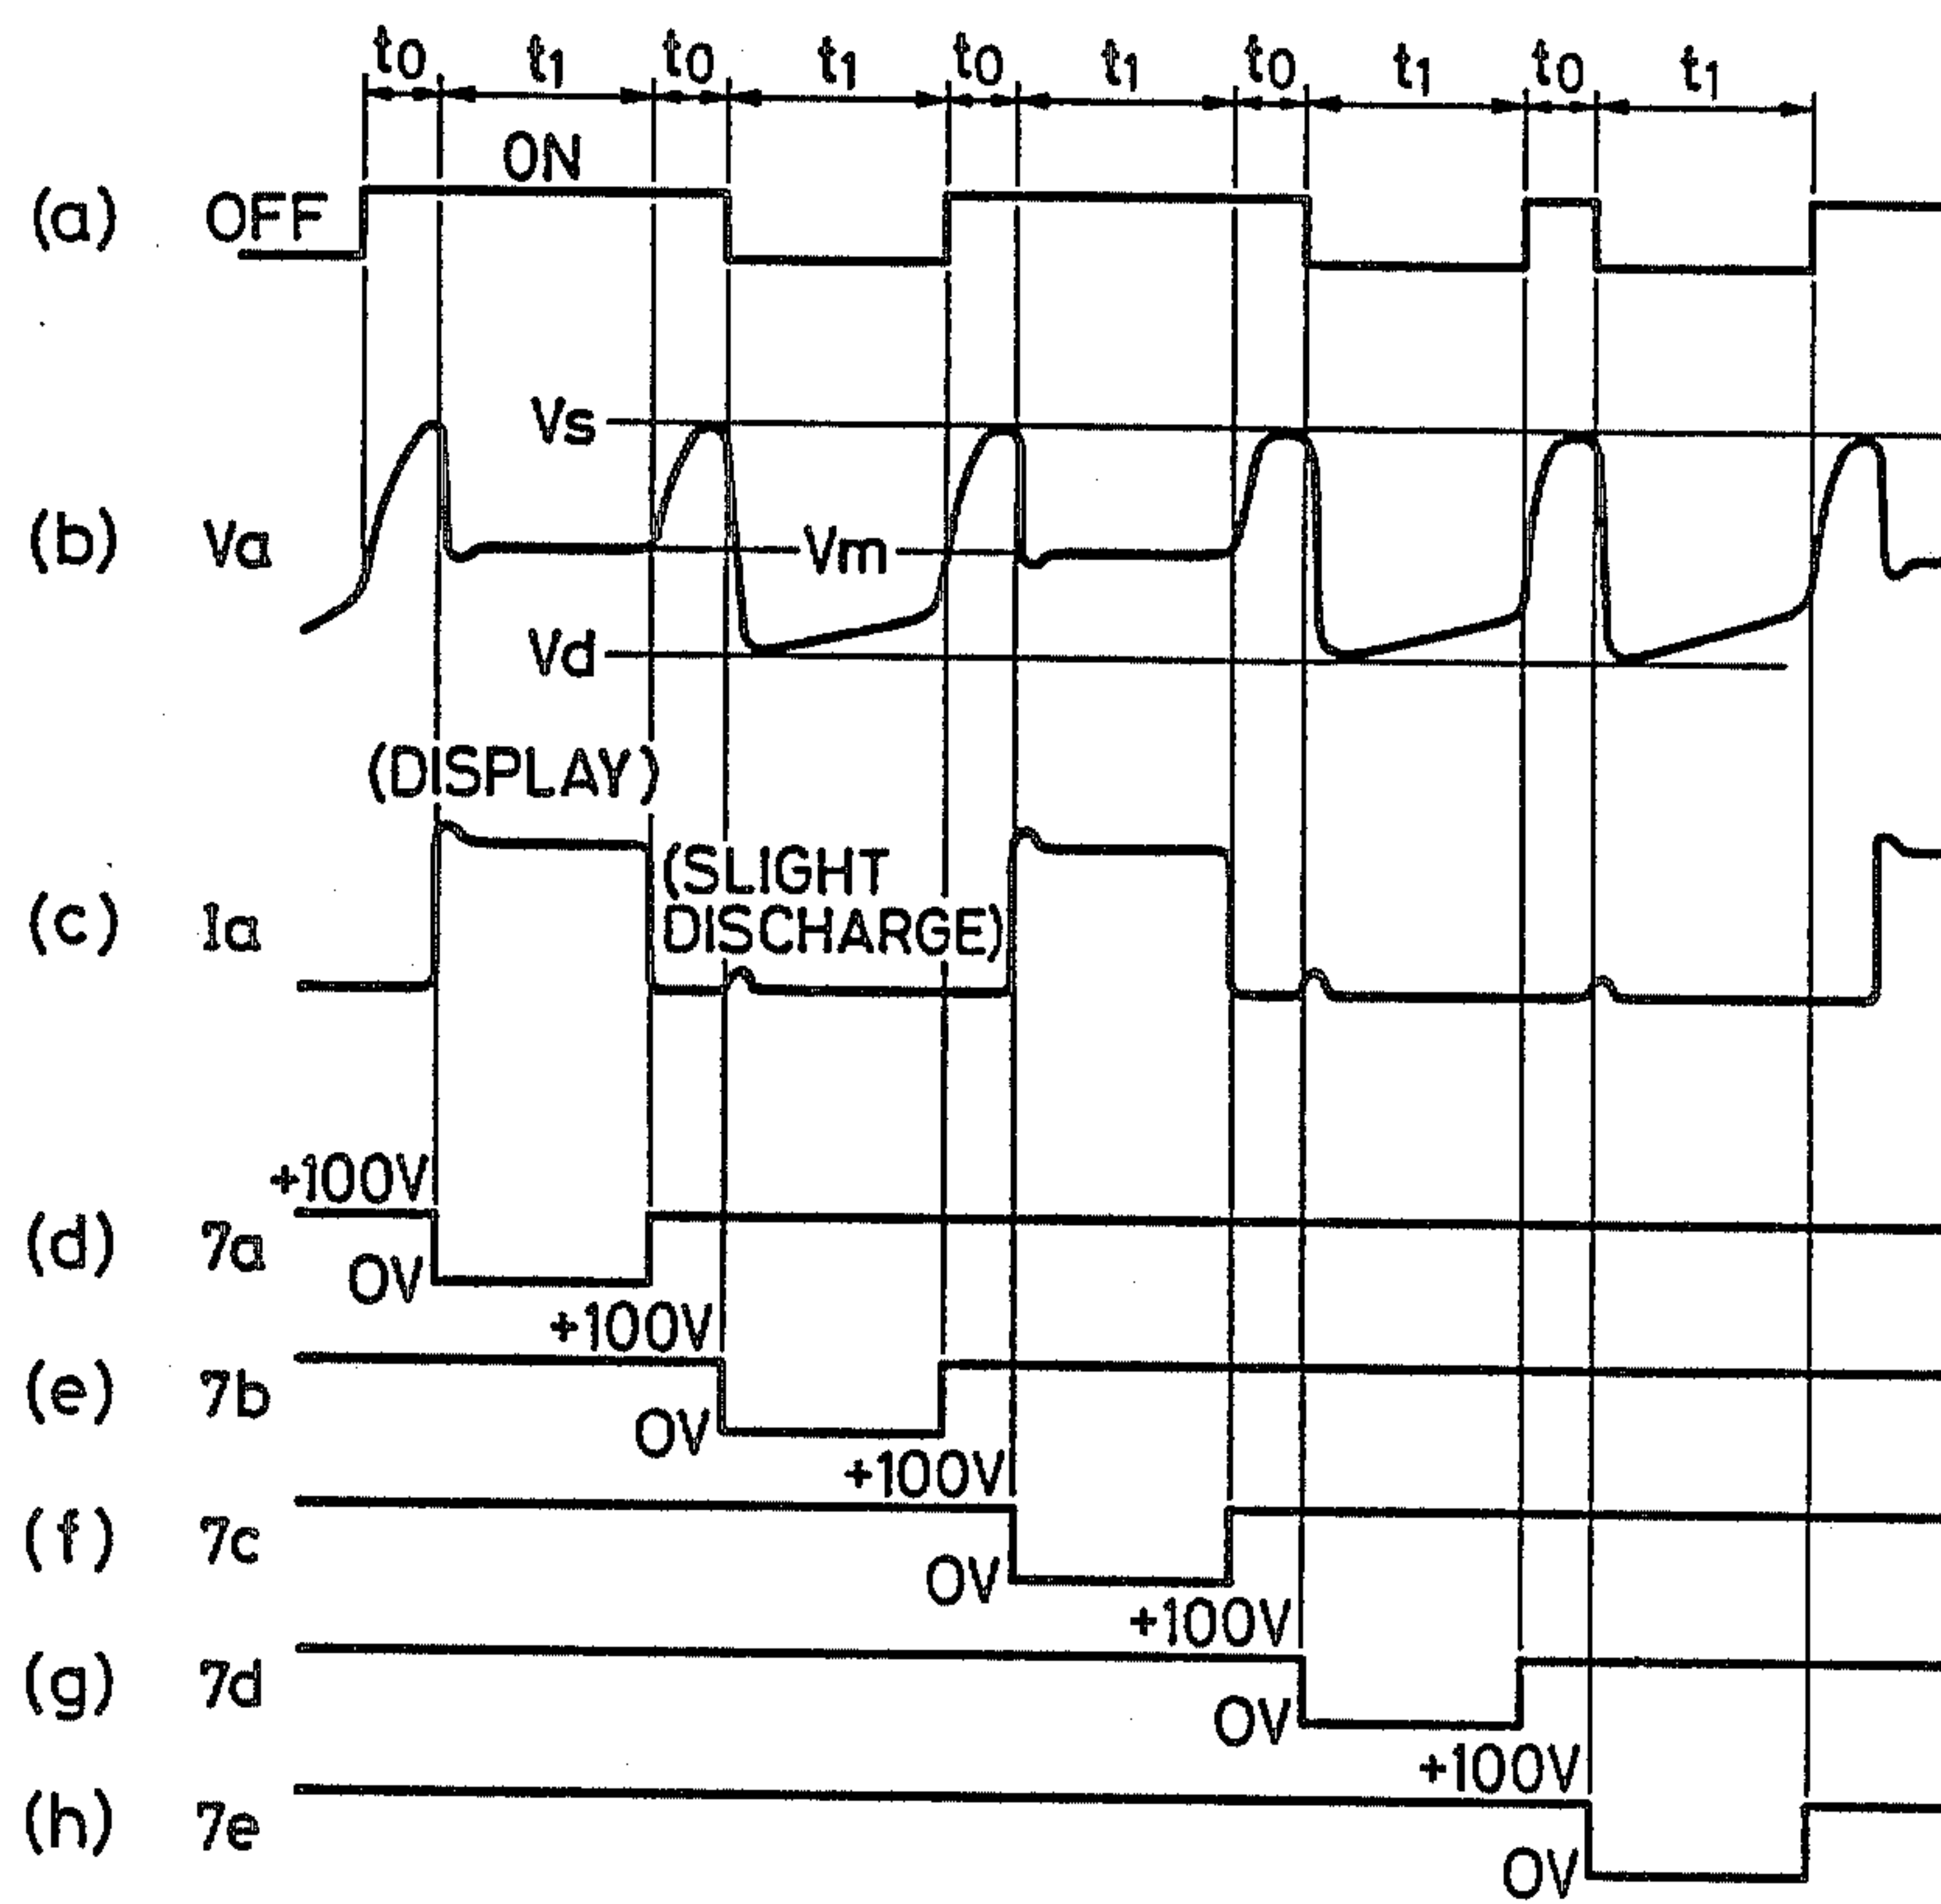 t0 t1 t0 t1 t0 t1 t0 t1 t0 t1
ON
(a) OFF
Vs
(b) Va Vm
Vd
(DISPLAY)
(SLIGHT
DISCHARGE)
(c) Ia
+100V
(d) 7a
0V
+100V
(e) 7b
0V
+100V
(f) 7c
0V
+100V
(g) 7d
0V
+100V
(h) 7e
0V